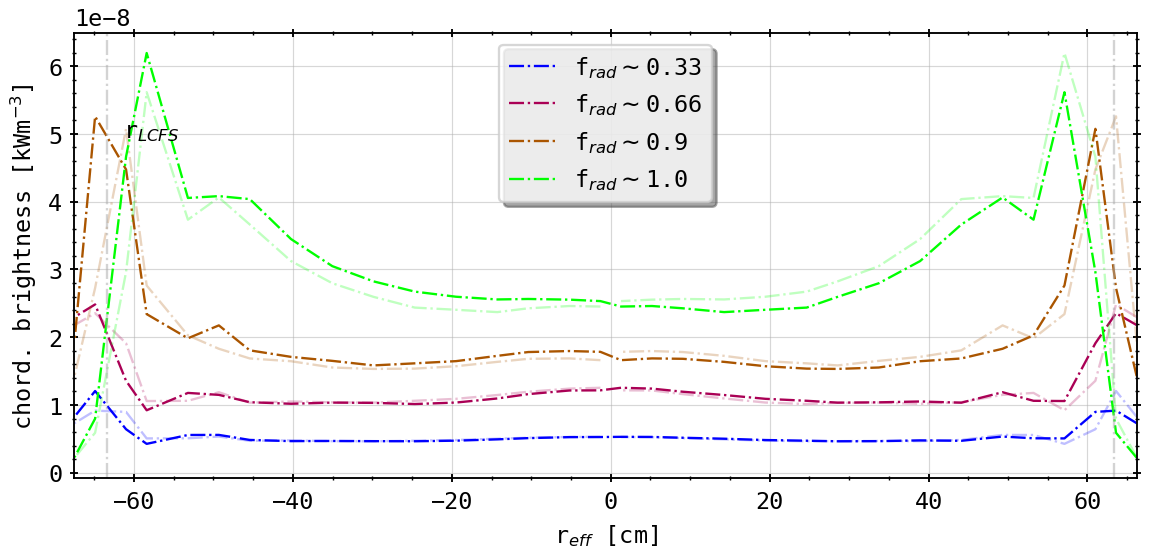 1e−8
chord. brightness [kWm⁻³]
6
5
4
3
2
1
0
f_rad ∼ 0.33
f_rad ∼ 0.66
f_rad ∼ 0.9
f_rad ∼ 1.0
r_LCFS
−60 −40 −20 0 20 40 60
r_eff [cm]